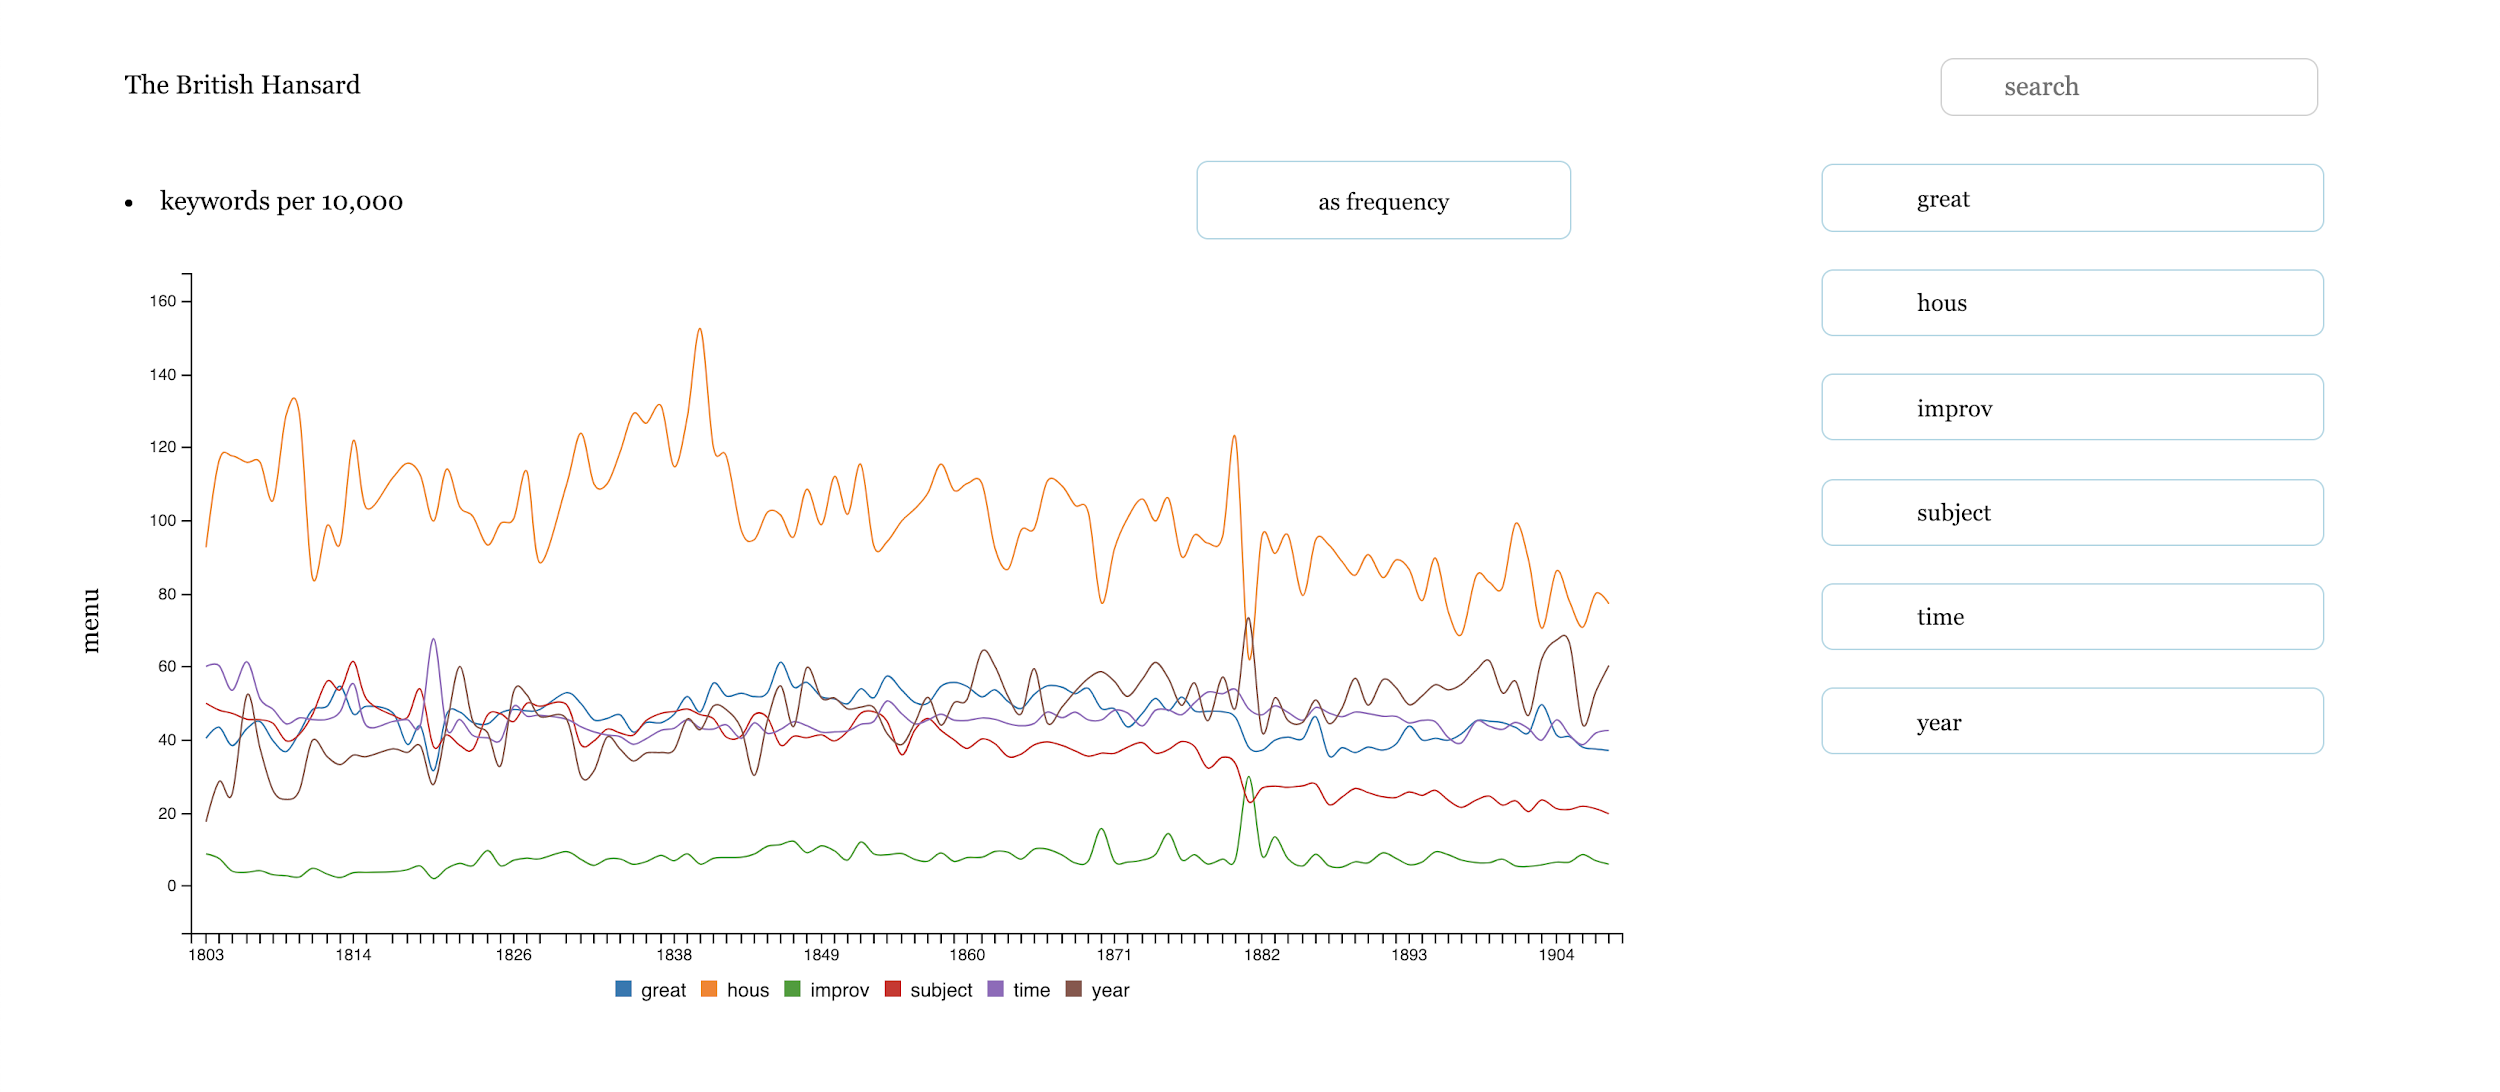 The British Hansard
search
• keywords per 10,000
as frequency
great
hous
improv
subject
time
year
menu
160
140
120
100
80
60
40
20
0
1803 1814 1826 1838 1849 1860 1871 1882 1893 1904
great hous improv subject time year